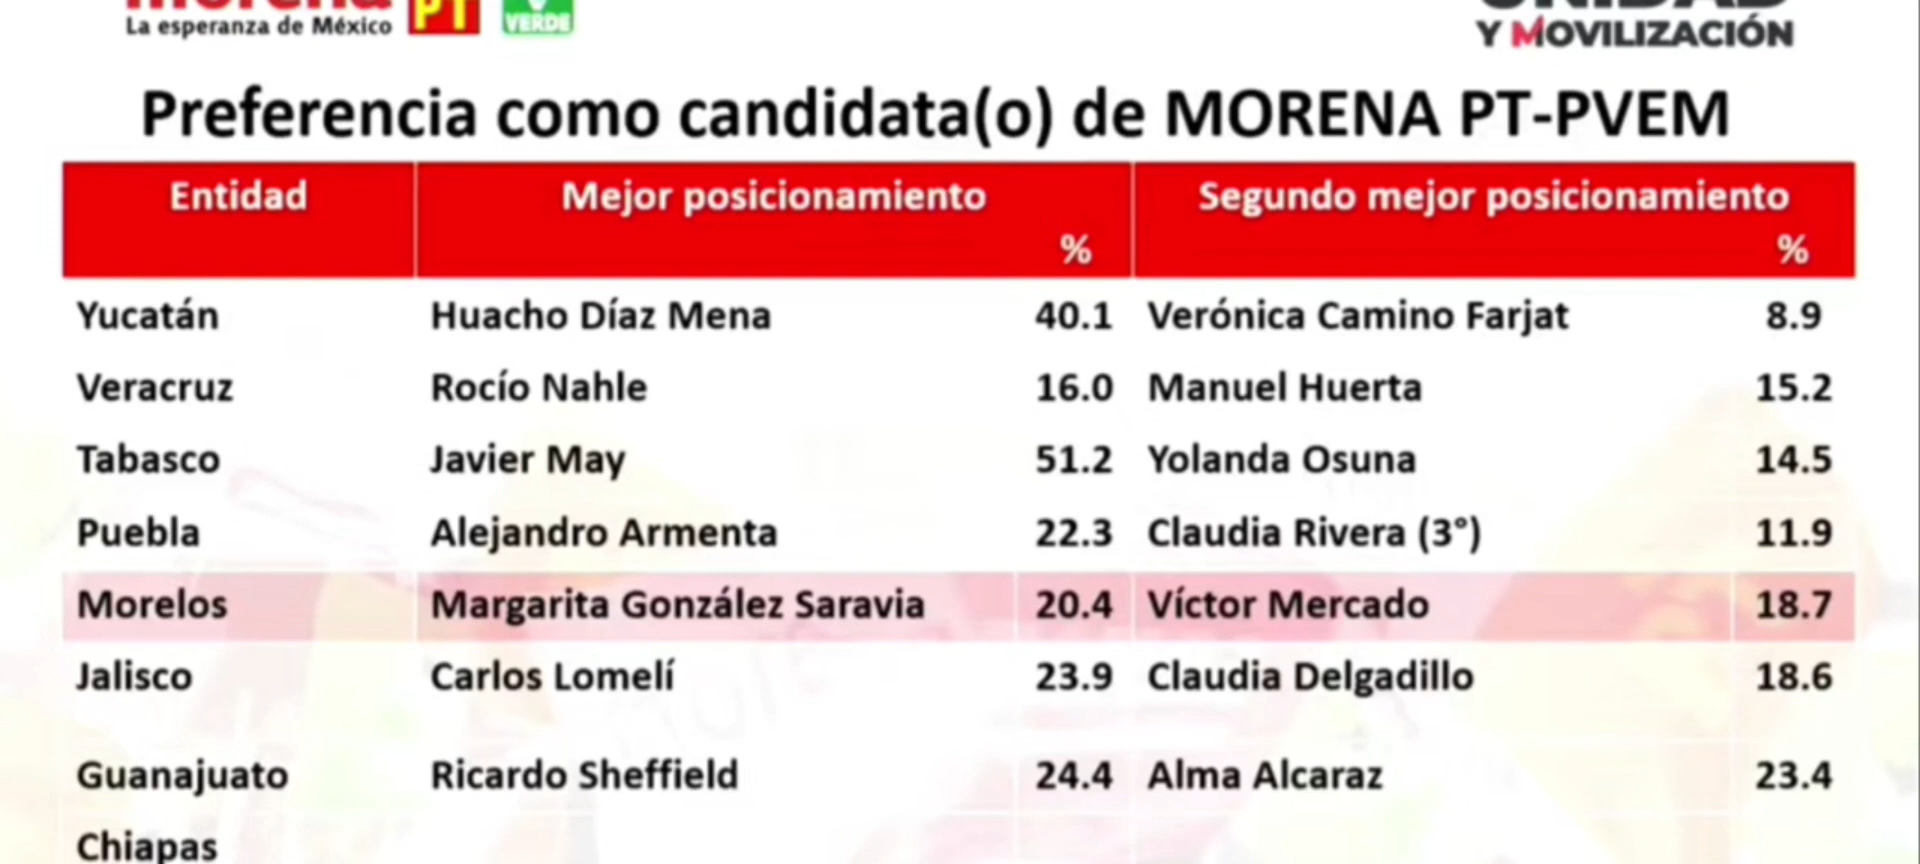 morena
La esperanza de México
PT
VERDE
UNIDAD
Y MOVILIZACIÓN
Preferencia como candidata(o) de MORENA PT-PVEM
Entidad Mejor posicionamiento % Segundo mejor posicionamiento %
Yucatán Huacho Díaz Mena 40.1 Verónica Camino Farjat 8.9
Veracruz Rocío Nahle 16.0 Manuel Huerta 15.2
Tabasco Javier May 51.2 Yolanda Osuna 14.5
Puebla Alejandro Armenta 22.3 Claudia Rivera (3°) 11.9
Morelos Margarita González Saravia 20.4 Víctor Mercado 18.7
Jalisco Carlos Lomelí 23.9 Claudia Delgadillo 18.6
Guanajuato Ricardo Sheffield 24.4 Alma Alcaraz 23.4
Chiapas